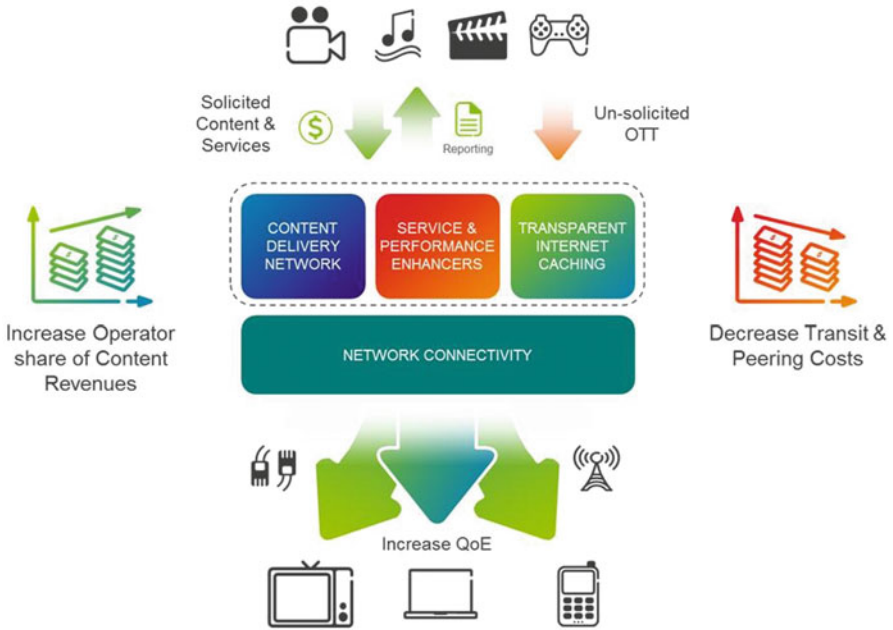 Solicited
Content &
Services
$
Reporting
Un-solicited
OTT
CONTENT
DELIVERY
NETWORK
SERVICE &
PERFORMANCE
ENHANCERS
TRANSPARENT
INTERNET
CACHING
Increase Operator
share of Content
Revenues
Decrease Transit &
Peering Costs
NETWORK CONNECTIVITY
Increase QoE